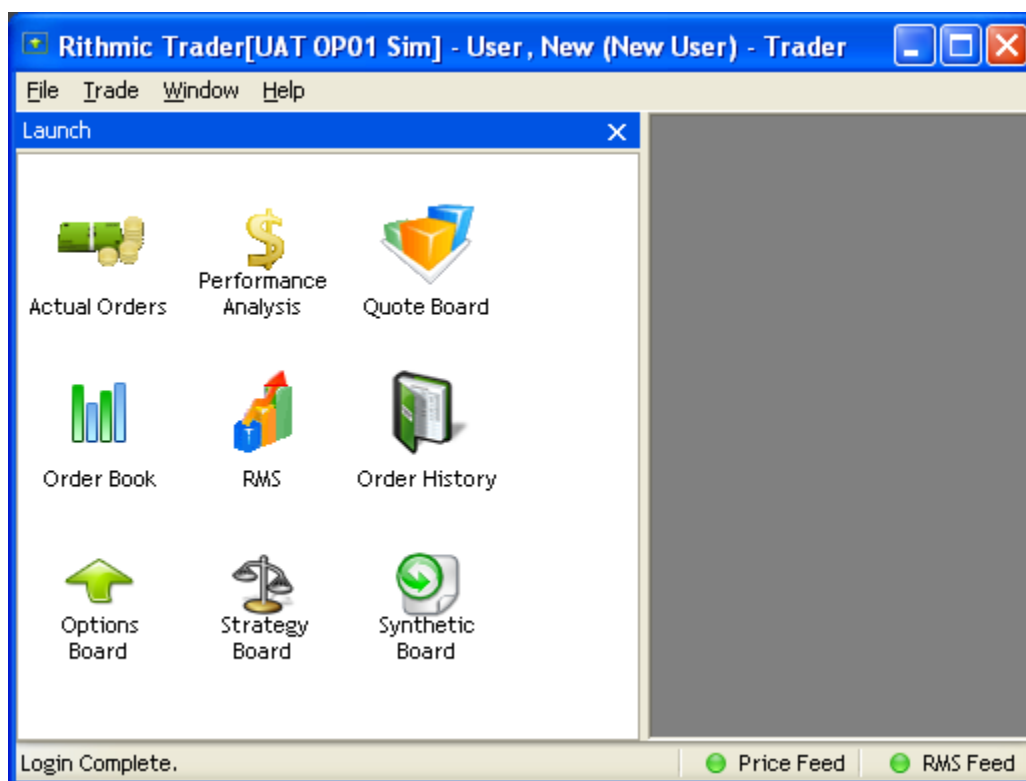 Rithmic Trader[UAT OP01 Sim] - User, New (New User) - Trader
File Trade Window Help
Launch
Actual Orders
Performance
Analysis
Quote Board
Order Book
RMS
Order History
Options
Board
Strategy
Board
Synthetic
Board
Login Complete.
Price Feed
RMS Feed